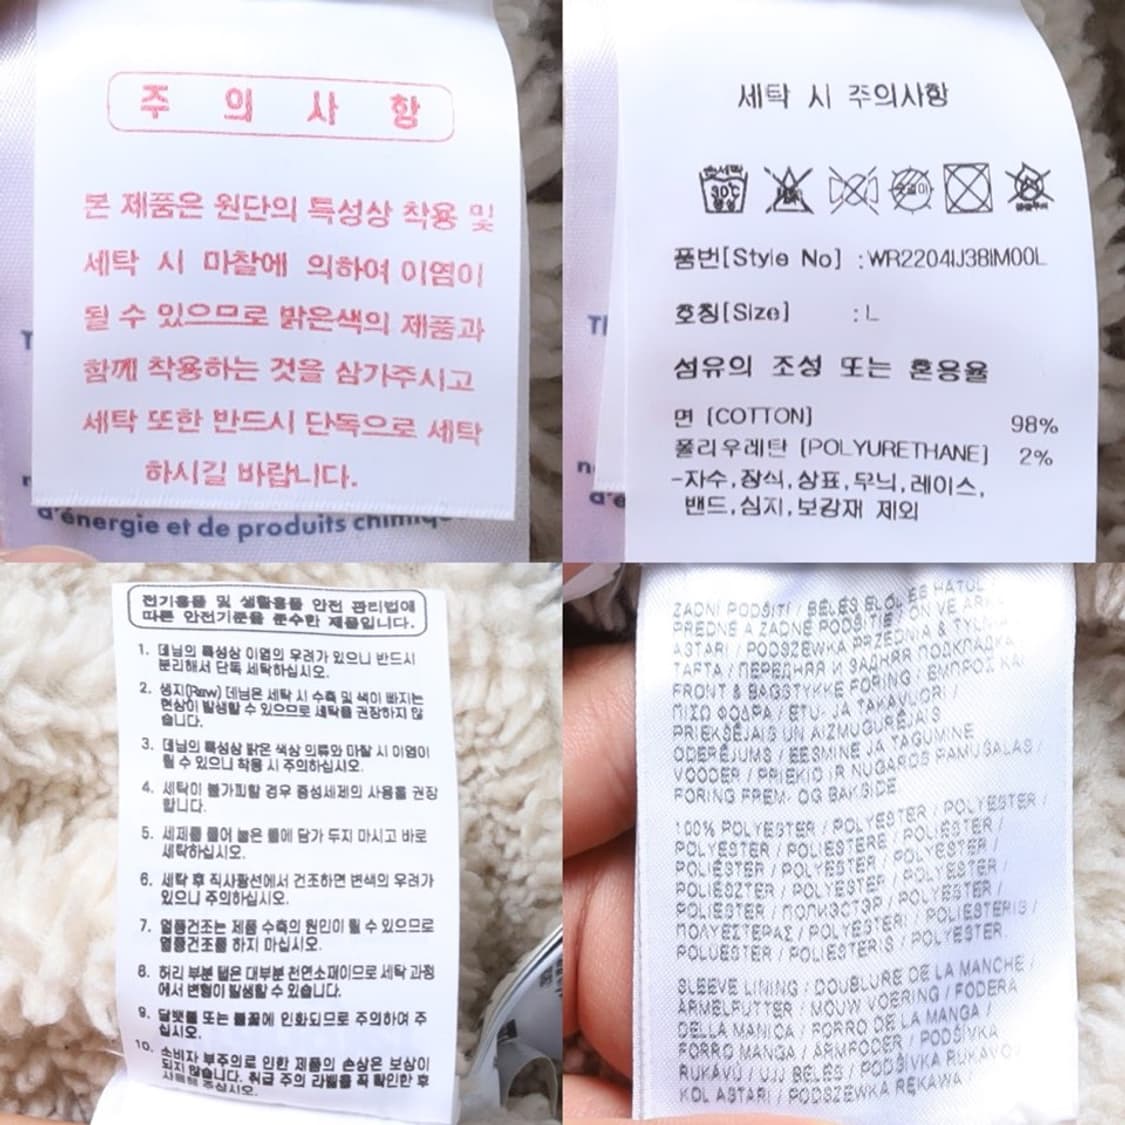 주 의 사 항
본 제품은 원단의 특성상 착용 및
세탁 시 마찰에 의하여 이염이
될 수 있으므로 밝은색의 제품과
함께 착용하는 것을 삼가주시고
세탁 또한 반드시 단독으로 세탁
하시길 바랍니다.
d'énergie et de produits
세탁 시 주의사항
30℃
품번[Style No] :WR2204IJ38IM00L
호칭[Size] :L
섬유의 조성 또는 혼용율
면 [COTTON] 98%
폴리우레탄 [POLYURETHANE] 2%
-자수,장식,상표,무늬,레이스,
밴드,심지,보강재 제외
전기용품 및 생활용품 안전 관리법에
따른 안전기준을 준수한 제품입니다.
1. 데님의 특성상 이염의 우려가 있으니 반드시
분리해서 단독 세탁하십시오.
2. 생지(Raw) 데님은 세탁 시 수축 및 색이 빠지는
현상이 발생할 수 있으므로 세탁을 권장하지 않
습니다.
3. 데님의 특성상 밝은 색상 의류와 마찰 시 이염이
될 수 있으니 착용 시 주의하십시오.
4. 세탁이 불가피할 경우 중성세제의 사용을 권장
합니다.
5. 세제를 풀어 놓은 물에 담가 두지 마시고 바로
세탁하십시오.
6. 세탁 후 직사광선에서 건조하면 변색의 우려가
있으니 주의하십시오.
7. 열풍건조는 제품 수축의 원인이 될 수 있으므로
열풍건조를 하지 마십시오.
8. 허리 부분 탭은 대부분 천연소재이므로 세탁 과정
에서 변형이 발생할 수 있습니다.
9. 담뱃불 또는 불꽃에 인화되므로 주의하여 주
십시오.
10. 소비자 부주의로 인한 제품의 손상은 보상이
되지 않습니다. 취급 주의 라벨을 꼭 확인한 후
ZADNÍ PODŠITÍ / BÉLÉS ELÖL ÉS HÁTUL
PREDNÉ A ZADNÉ PODŠITIE / ÖN VE ARKA
ASTARI / PODSZEWKA PRZEDNIA &
ТАФТА / ПЕРЕДНЯЯ И ЗАДНЯЯ ПОДКЛАДКА
FRONT & BAGSTYKKE FORING / ΕΜΠΡΟΣ ΚΑΙ
ΠΙΣΩ ΦΟΔΡΑ / ETU- JA TAKAVUORI /
PRIEKŠĒJAIS UN AIZMUGURĒJAIS
ODERĒJUMS / EESMINE JA TAGUMINE
VOODER / PRIEKIO IR NUGAROS PAMUŠALAS /
FORING FREM- OG BAKSIDE
100% POLYESTER / POLYESTER / POLYESTER /
POLYESTER / POLIESTERE / POLYESTER /
POLIÉSTER / POLYESTER / POLYESTER /
POLIÉSZTER / POLYESTER / POLYESTER /
POLIESTER / ПОЛИЭСТЭР / POLYESTER /
ΠΟΛΥΕΣΤΕΡΑΣ / POLYESTERI / POLIESTERIS /
POLÜESTER / POLIESTERIS / POLYESTER.
SLEEVE LINING / DOUBLURE DE LA MANCHE /
ÄRMELFUTTER / MOUW VOERING / FODERA
DELLA MANICA / FORRO DE LA MANGA /
FORRO MANGA / ÄRMFODER / PODŠÍVKA
RUKÁVU / UJJ BÉLÉS / PODŠÍVKA RUKÁVOV /
KOL ASTARI / PODSZEWKA RĘKAWA /